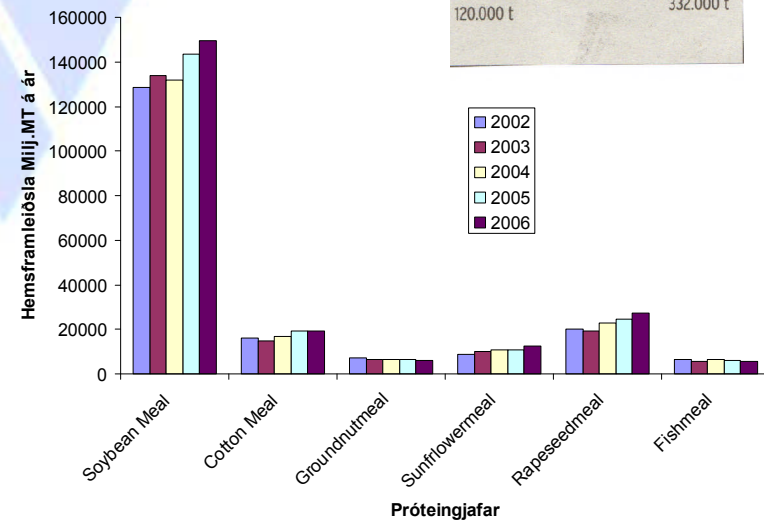 120.000 t
332.000 t
160000
140000
120000
100000
80000
60000
40000
20000
0
Hemsframleiðsla Milj.MT á ár
2002
2003
2004
2005
2006
Soybean Meal
Cotton Meal
Groundnutmeal
Sunfrlowermeal
Rapeseedmeal
Fishmeal
Próteingjafar